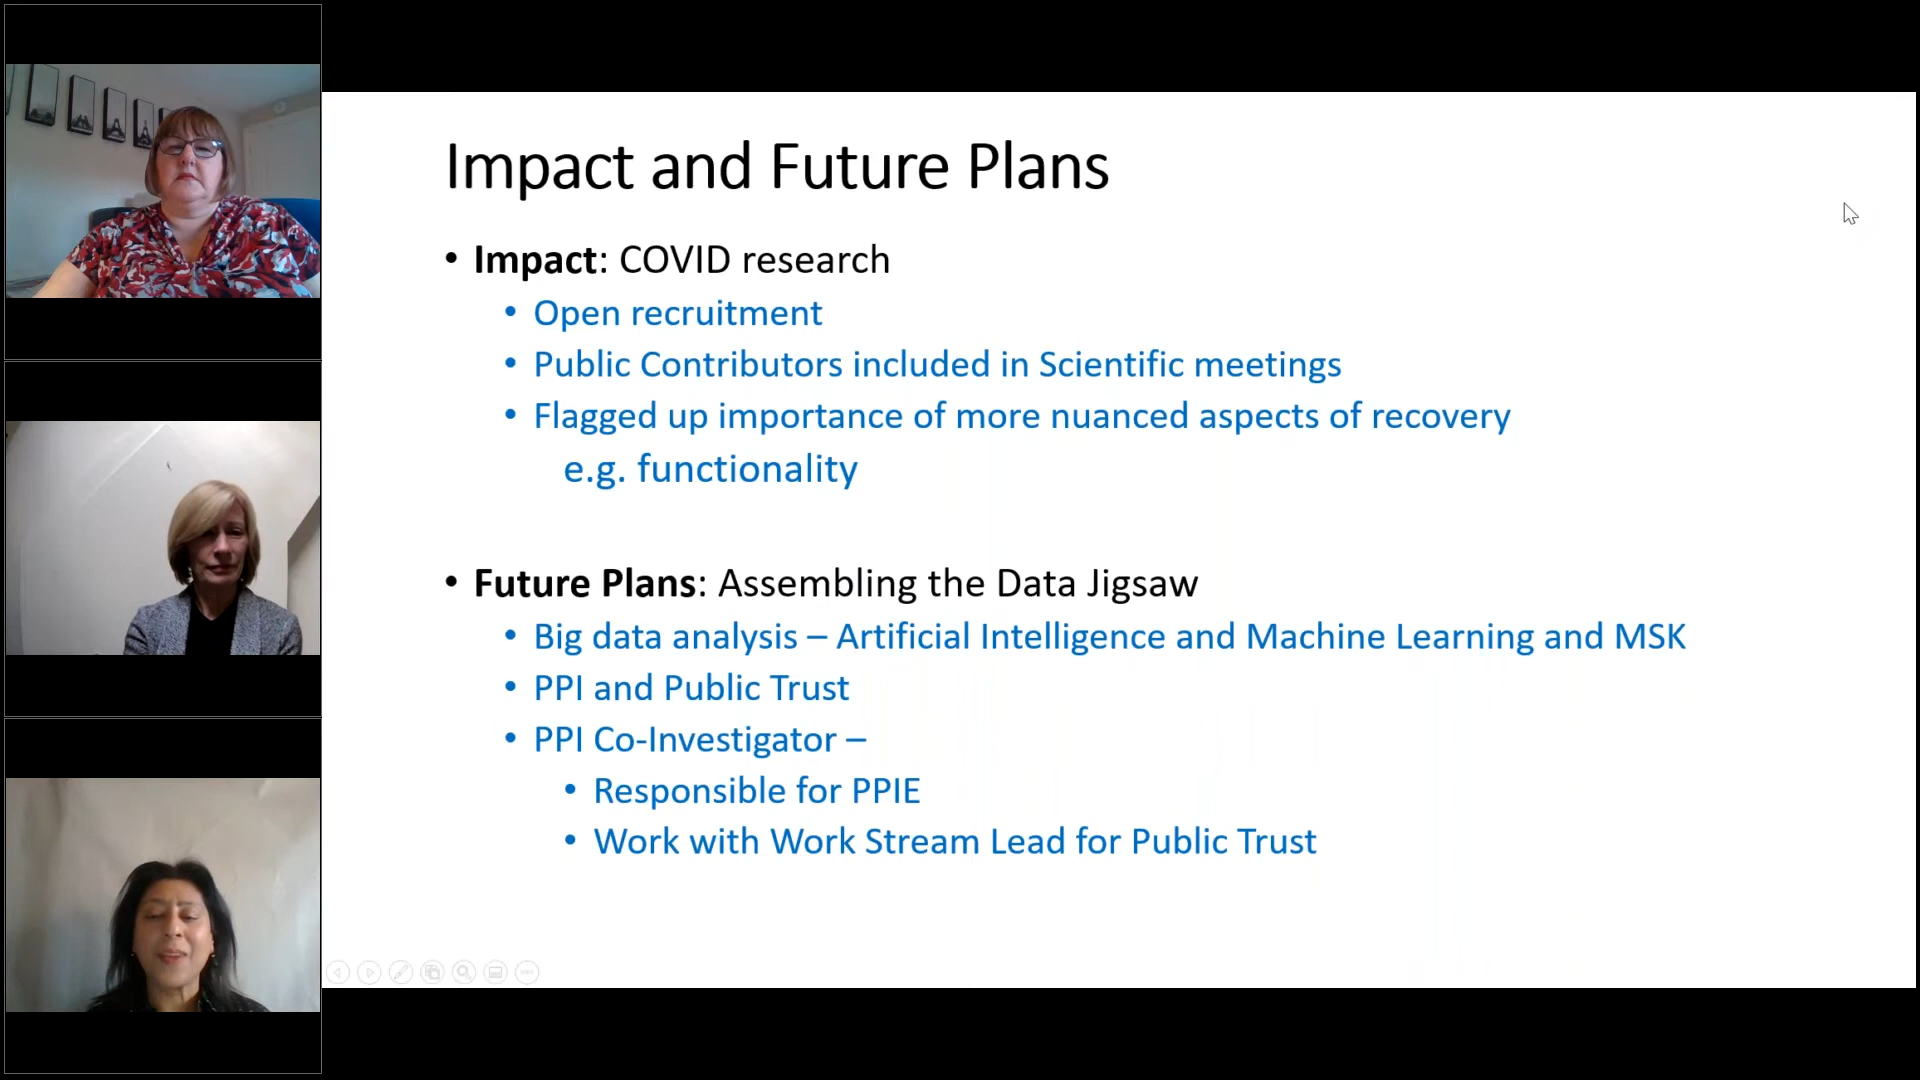 Impact and Future Plans
• Impact: COVID research
• Open recruitment
• Public Contributors included in Scientific meetings
• Flagged up importance of more nuanced aspects of recovery
e.g. functionality
• Future Plans: Assembling the Data Jigsaw
• Big data analysis – Artificial Intelligence and Machine Learning and MSK
• PPI and Public Trust
• PPI Co-Investigator –
• Responsible for PPIE
• Work with Work Stream Lead for Public Trust